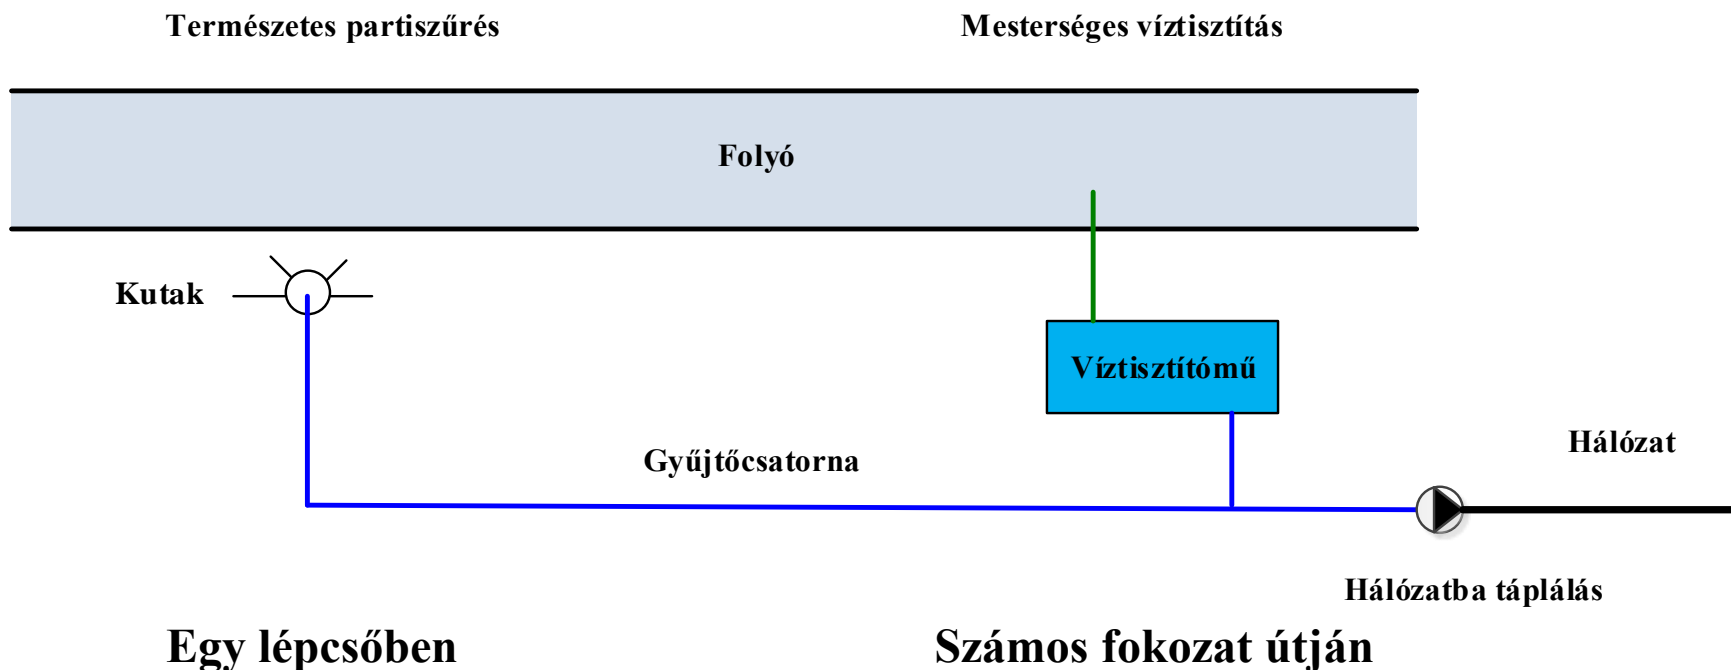 Természetes partiszűrés
Mesterséges víztisztítás
Folyó
Kutak
Víztisztítómű
Gyűjtőcsatorna
Hálózat
Hálózatba táplálás
Egy lépcsőben
Számos fokozat útján